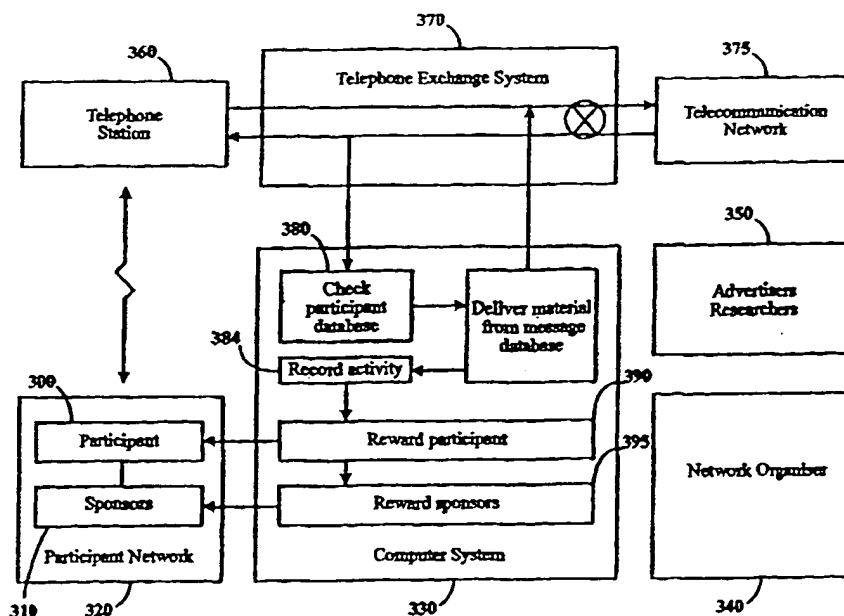 370
360
375
Telephone Exchange System
Telephone
Station
Telecommunication
Network
380
350
Check
participant
database
Deliver material
from message
database
Advertisers
Researchers
384
Record activity
300
390
Participant
Reward participant
395
Network Organiser
Sponsors
Reward sponsors
Participant Network
Computer System
310
320
330
340